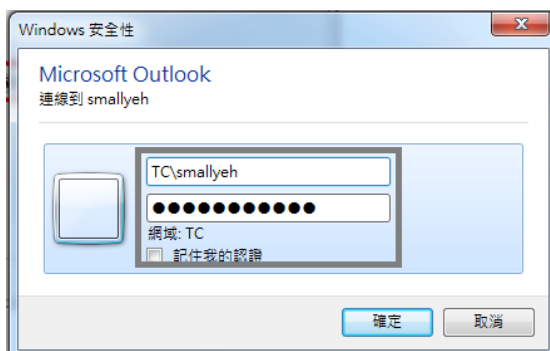 Windows 安全性
Microsoft Outlook
連線到 smallyeh
TC\smallyeh
●●●●●●●●●●●
網域: TC
記住我的認證
確定
取消